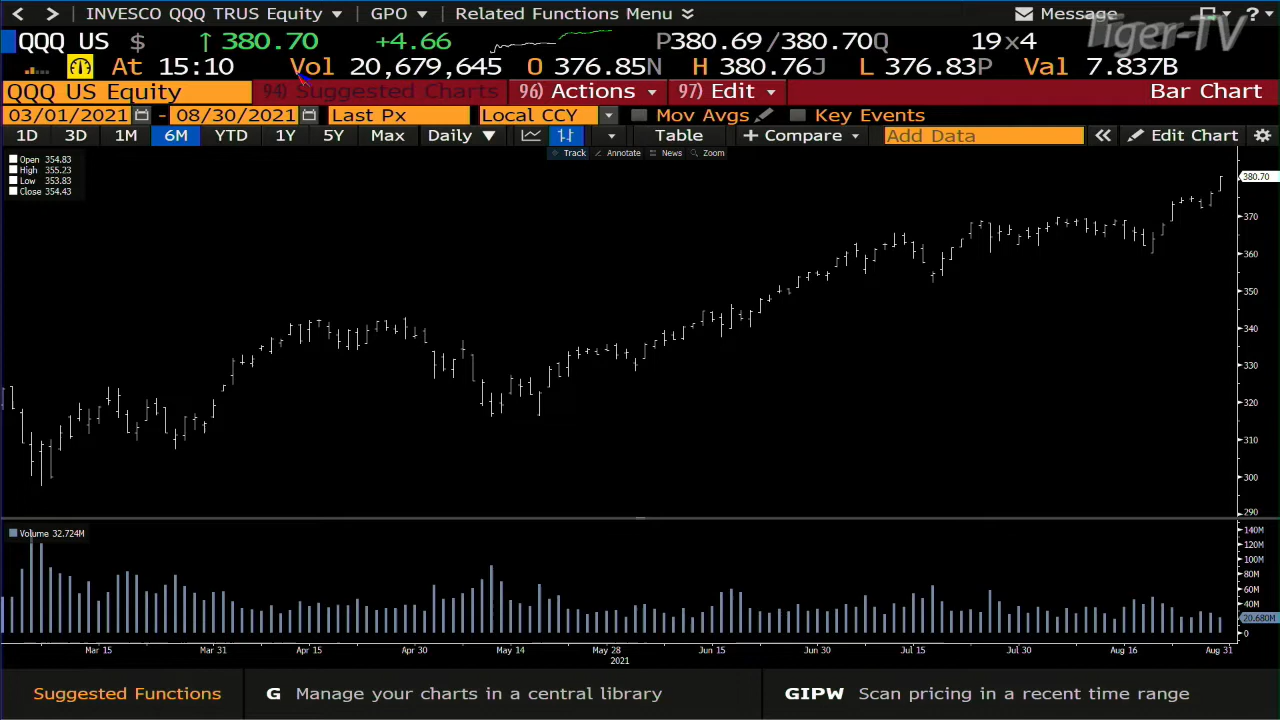 INVESCO QQQ TRUS Equity GPO Related Functions Menu Message ?
Tiger-TV
QQQ US $ ↑ 380.70 +4.66 P380.69/380.70Q 19x4
At 15:10 Vol 20,679,645 O 376.85N H 380.76J L 376.83P Val 7.837B
QQQ US Equity 94) Suggested Charts 96) Actions 97) Edit Bar Chart
03/01/2021 - 08/30/2021 Last Px Local CCY Mov Avgs Key Events
1D 3D 1M 6M YTD 1Y 5Y Max Daily ▼ Table + Compare Add Data « Edit Chart
Track Annotate News Zoom
Open 354.83
High 355.23
Low 353.83
Close 354.43
380.70
370
360
350
340
330
320
310
300
290
Volume 32.724M
140M
120M
100M
80M
60M
40M
20.680M
0
Mar 15 Mar 31 Apr 15 Apr 30 May 14 May 28 Jun 15 Jun 30 Jul 15 Jul 30 Aug 16 Aug 31
2021
Suggested Functions G Manage your charts in a central library GIPW Scan pricing in a recent time range